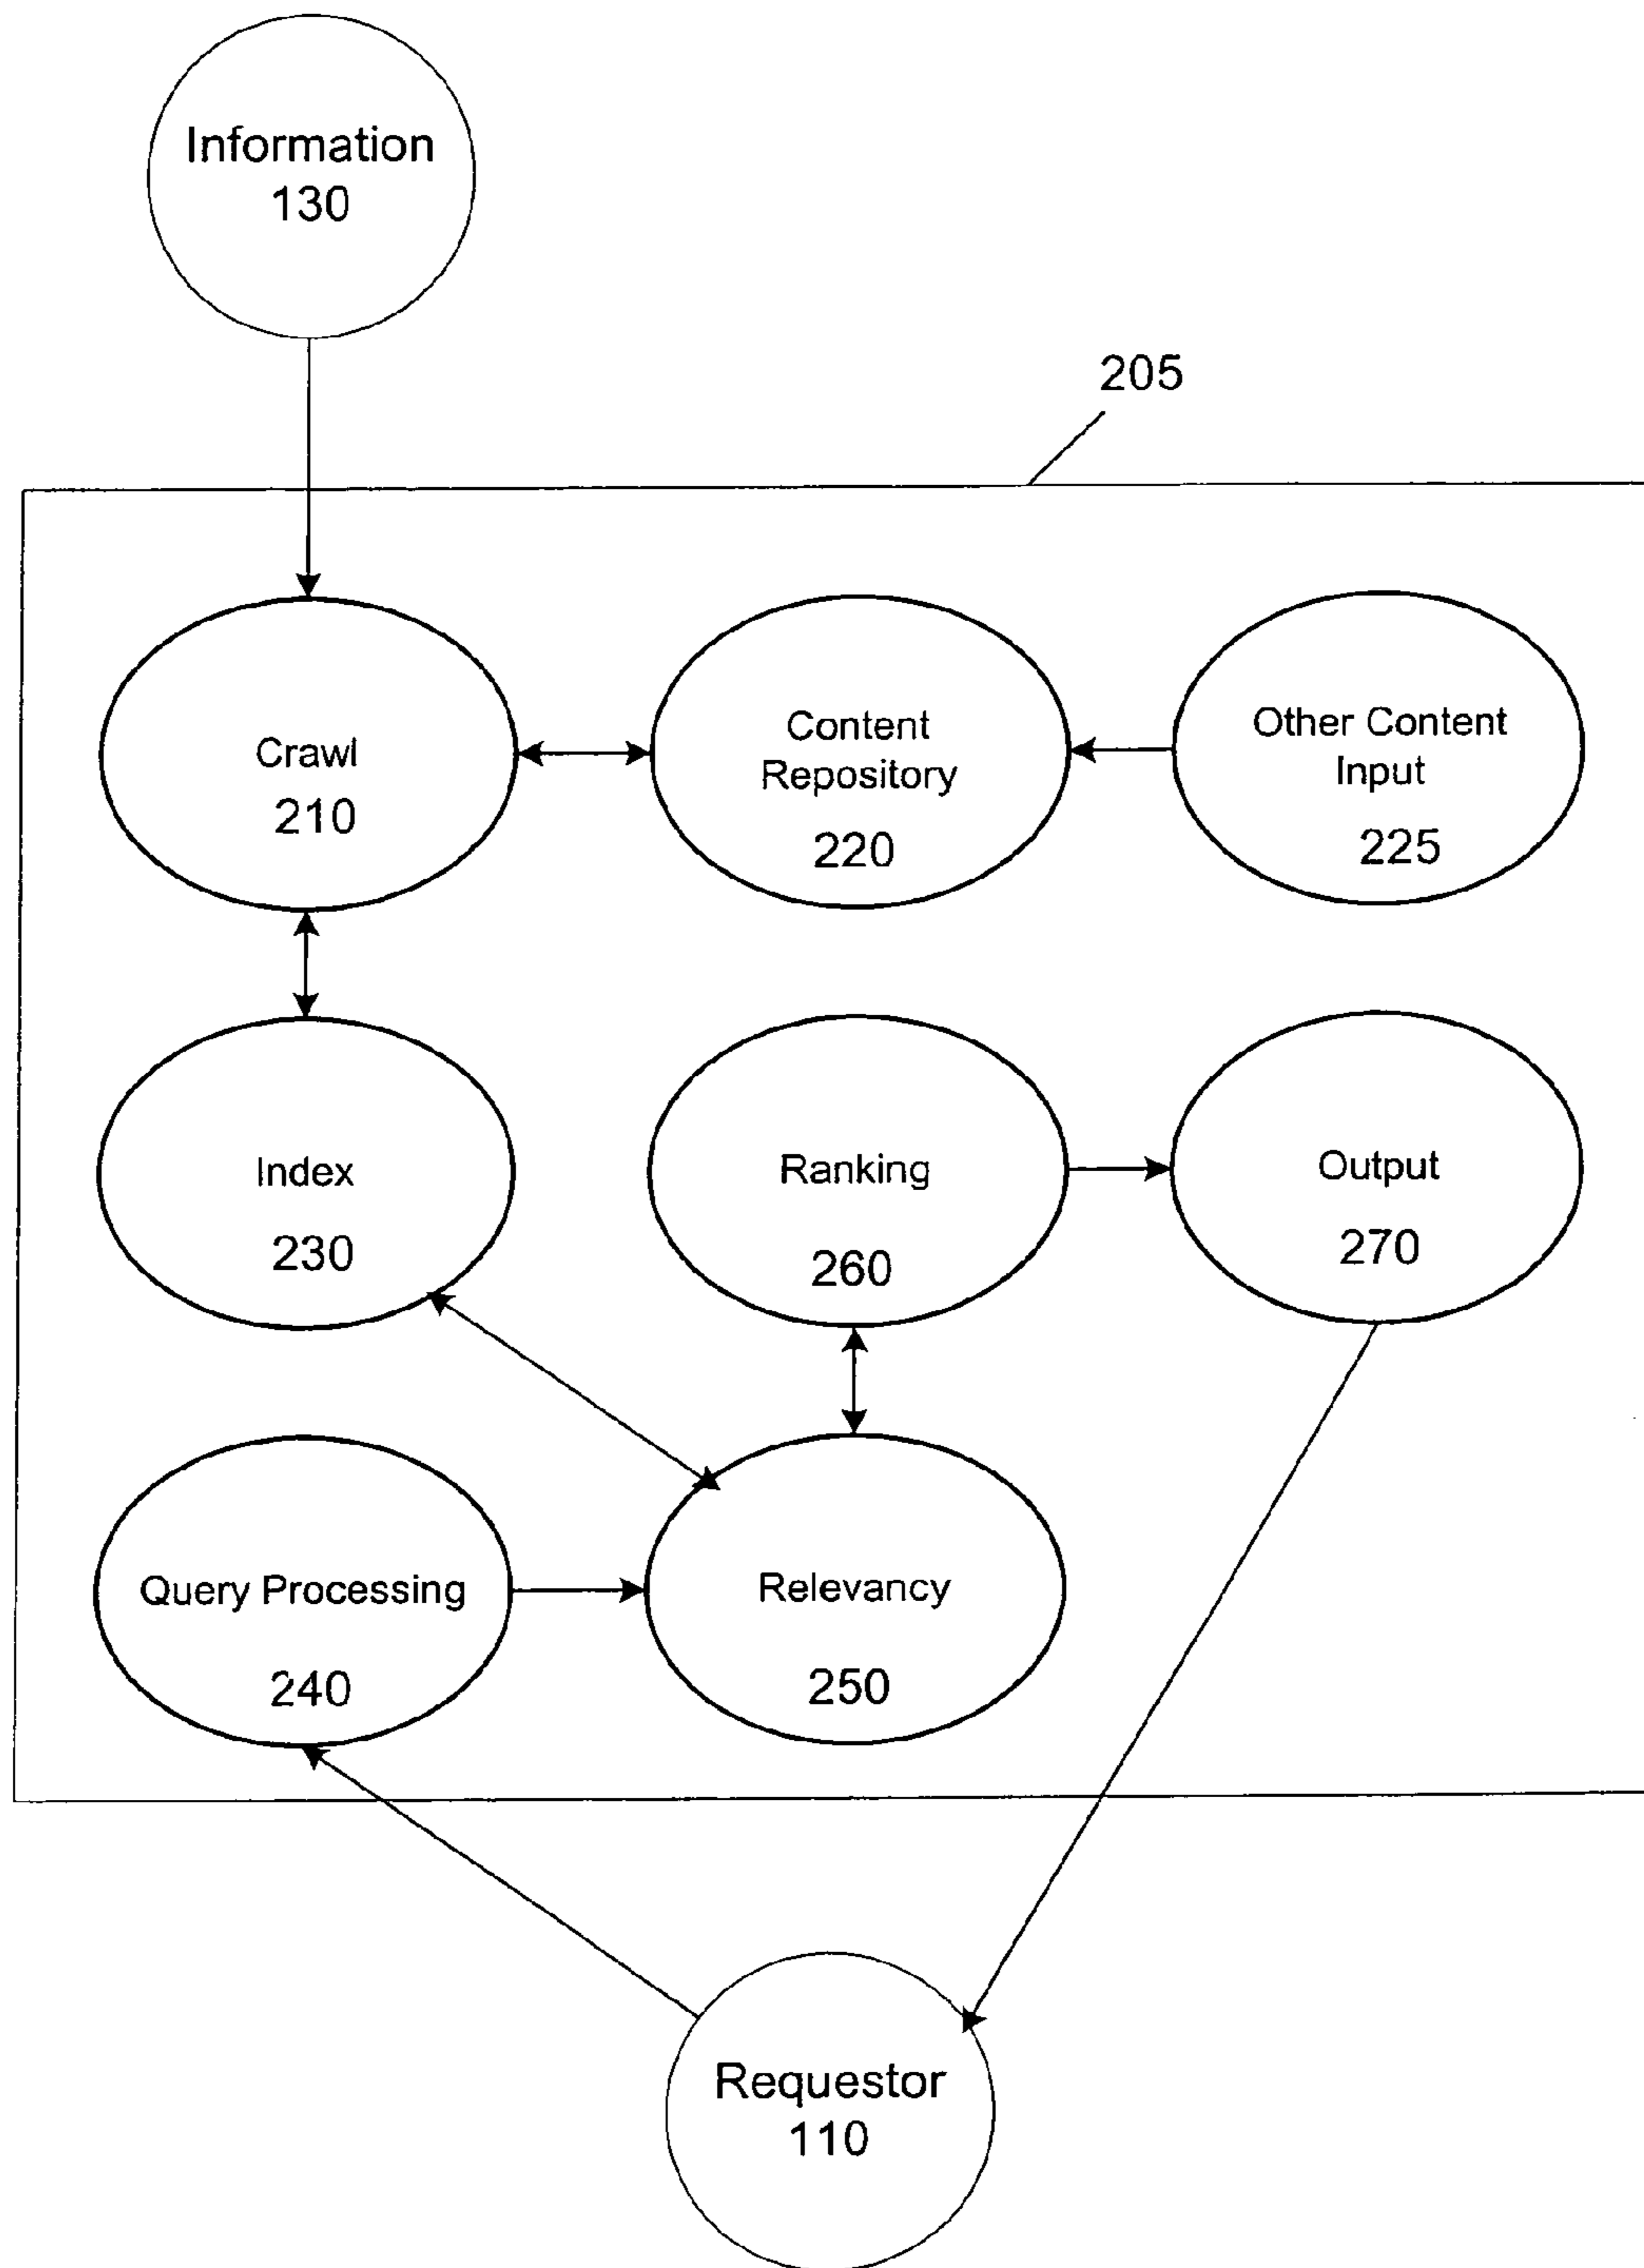 Information
130
205
Crawl
210
Content
Repository
220
Other Content
Input
225
Index
230
Ranking
260
Output
270
Query Processing
240
Relevancy
250
Requestor
110